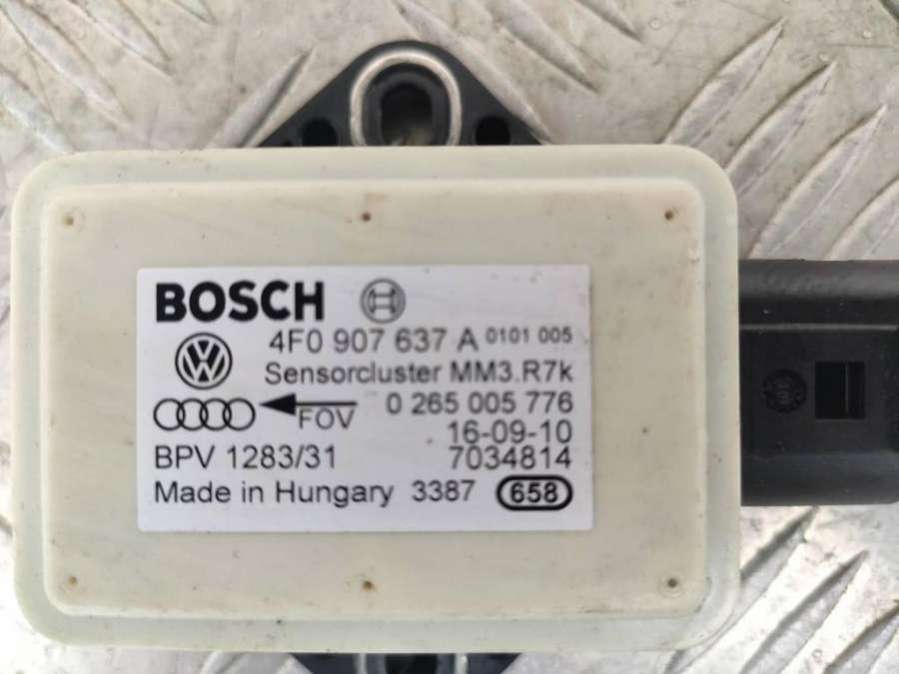 BOSCH
4F0 907 637 A 0101 005
Sensorcluster MM3.R7k
FOV 0 265 005 776
16-09-10
BPV 1283/31 7034814
Made in Hungary 3387 658